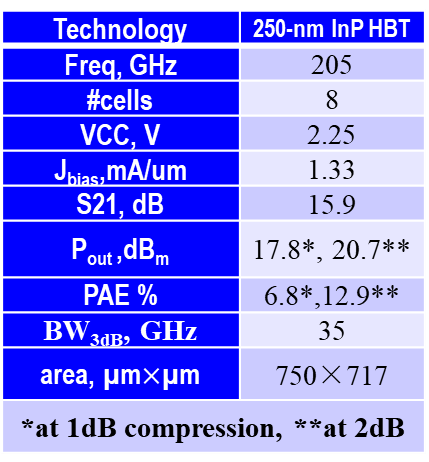 Technology 250-nm InP HBT
Freq, GHz 205
#cells 8
VCC, V 2.25
Jbias,mA/um 1.33
S21, dB 15.9
Pout ,dBm 17.8*, 20.7**
PAE % 6.8*,12.9**
BW3dB, GHz 35
area, μm×μm 750×717
*at 1dB compression, **at 2dB